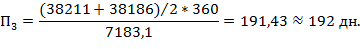 П₃ = (38211 + 38186)/2 * 360 / 7183,1 = 191,43 ≈ 192 дн.